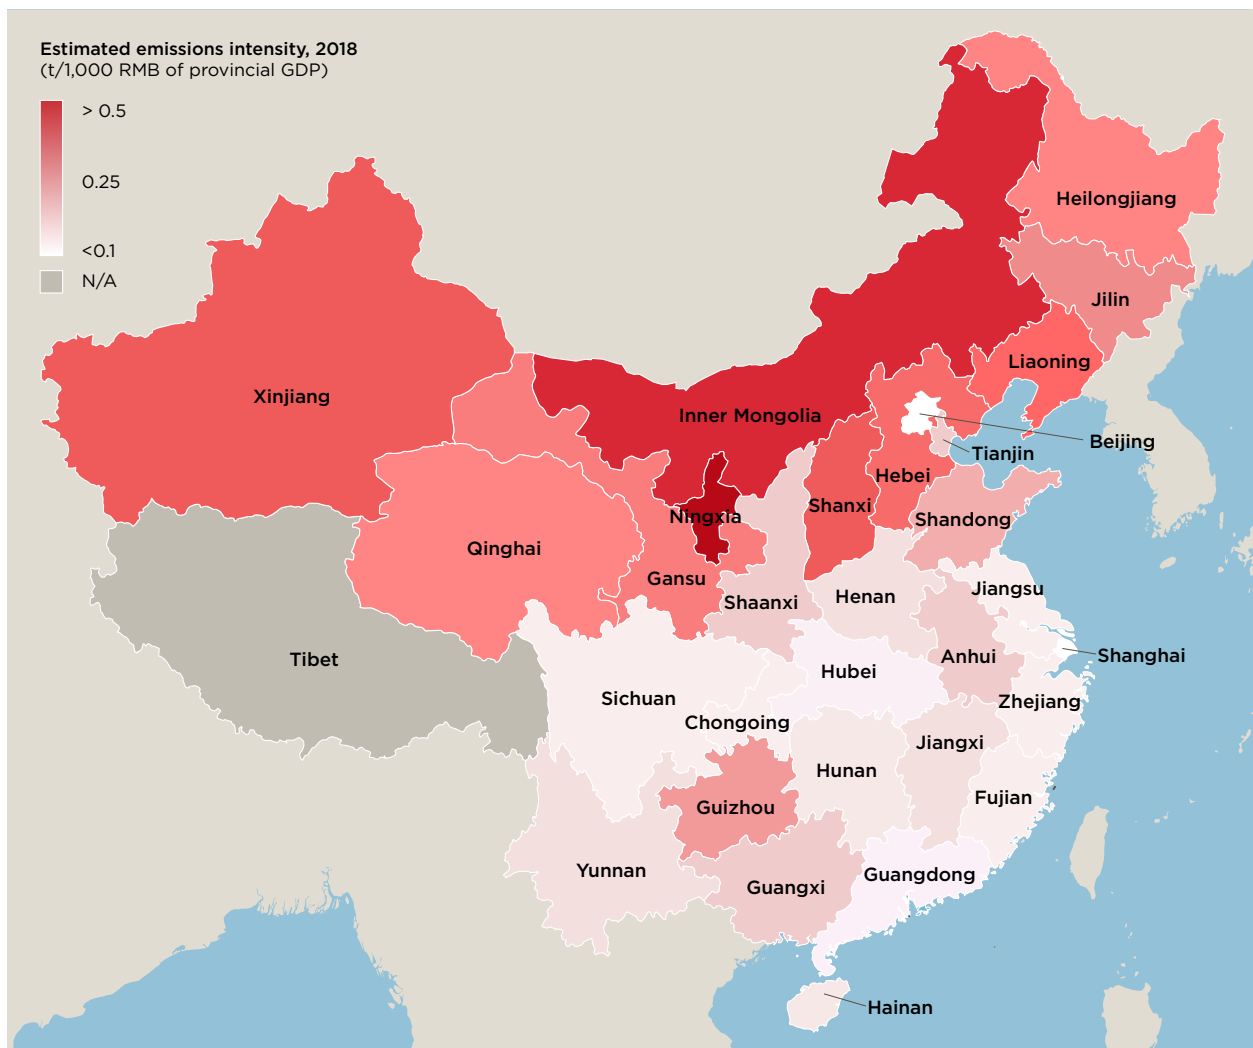 Estimated emissions intensity, 2018
(t/1,000 RMB of provincial GDP)
> 0.5
0.25
<0.1
N/A
Heilongjiang
Jilin
Liaoning
Xinjiang
Inner Mongolia
Beijing
Tianjin
Hebei
Shanxi
Ningxia
Shandong
Qinghai
Gansu
Jiangsu
Henan
Shaanxi
Anhui
Shanghai
Tibet
Hubei
Sichuan
Zhejiang
Chongoing
Jiangxi
Hunan
Fujian
Guizhou
Yunnan
Guangdong
Guangxi
Hainan